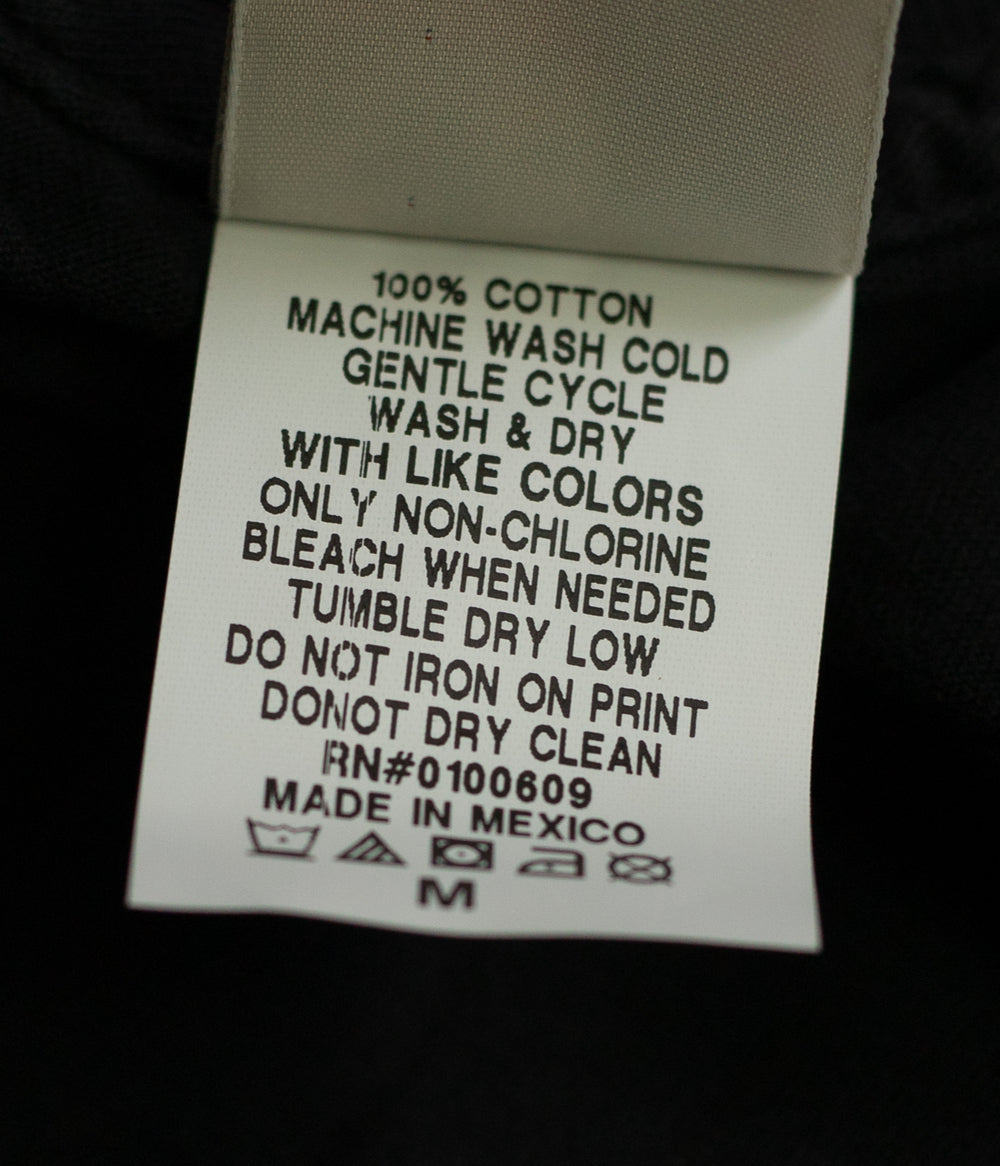 100% COTTON
MACHINE WASH COLD
GENTLE CYCLE
WASH & DRY
WITH LIKE COLORS
ONLY NON-CHLORINE
BLEACH WHEN NEEDED
TUMBLE DRY LOW
DO NOT IRON ON PRINT
DONOT DRY CLEAN
RN#0100609
MADE IN MEXICO
M